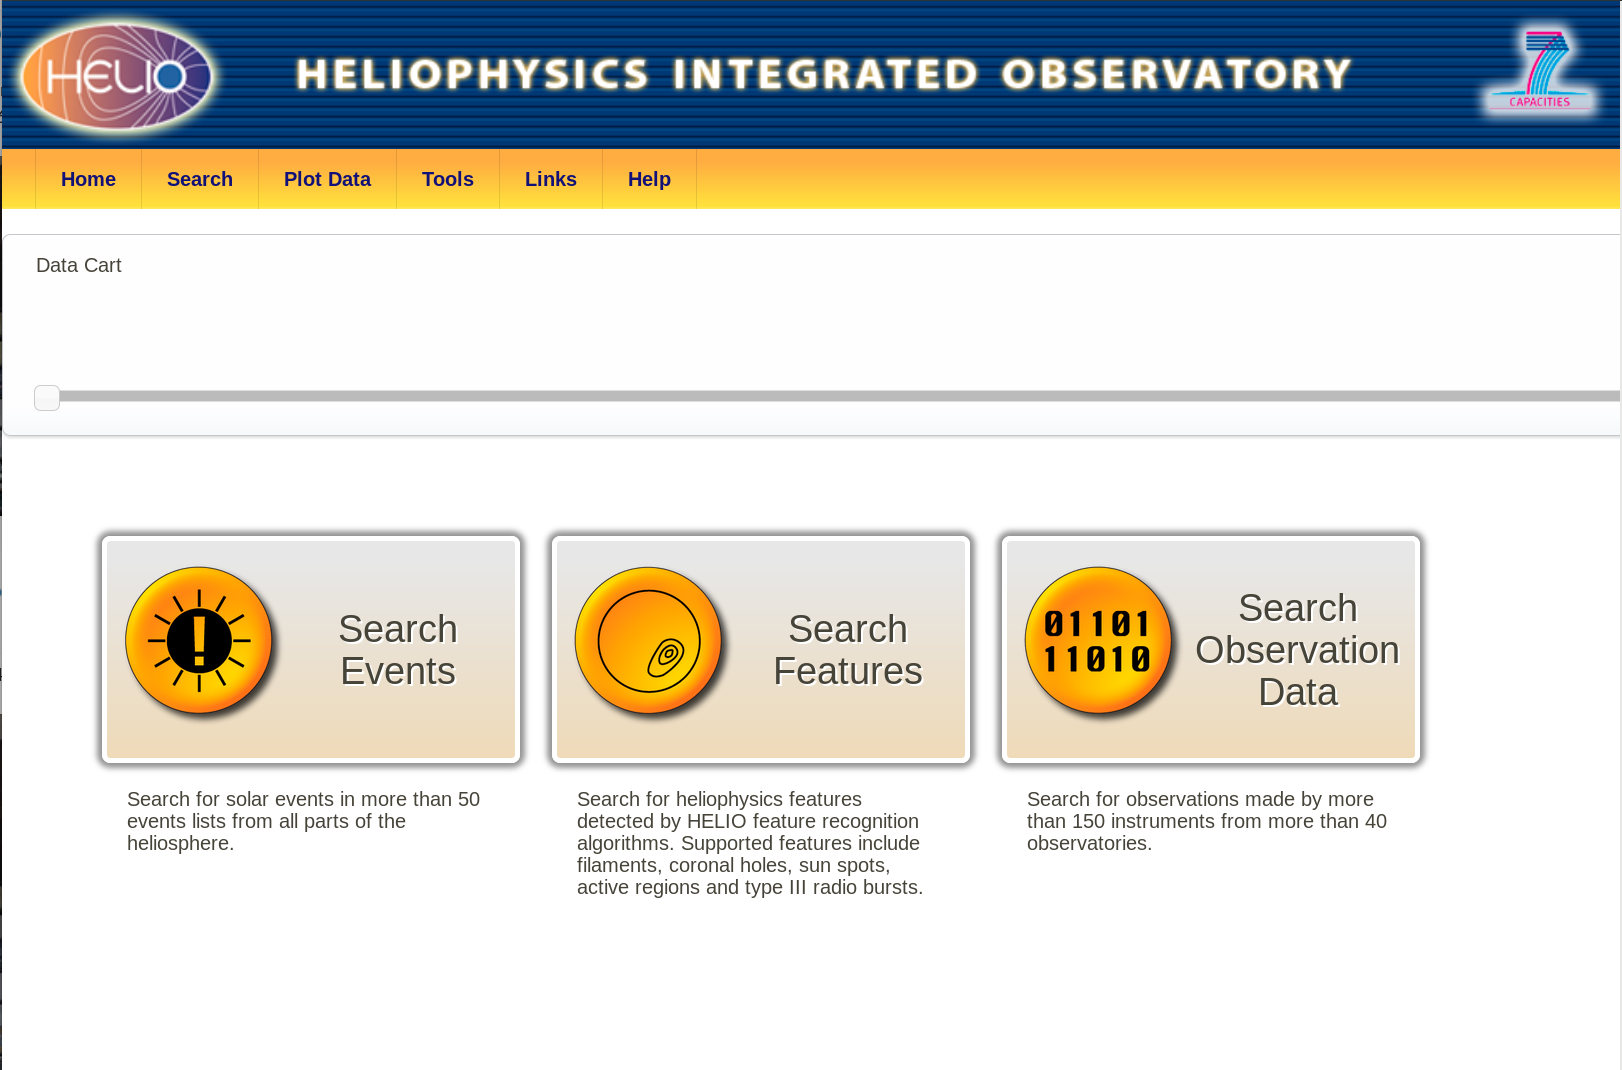 HELIO
HELIOPHYSICS INTEGRATED OBSERVATORY
7
CAPACITIES
Home Search Plot Data Tools Links Help
Data Cart
Search
Events
Search
Features
01101
11010
Search
Observation
Data
Search for solar events in more than 50
events lists from all parts of the
heliosphere.
Search for heliophysics features
detected by HELIO feature recognition
algorithms. Supported features include
filaments, coronal holes, sun spots,
active regions and type III radio bursts.
Search for observations made by more
than 150 instruments from more than 40
observatories.